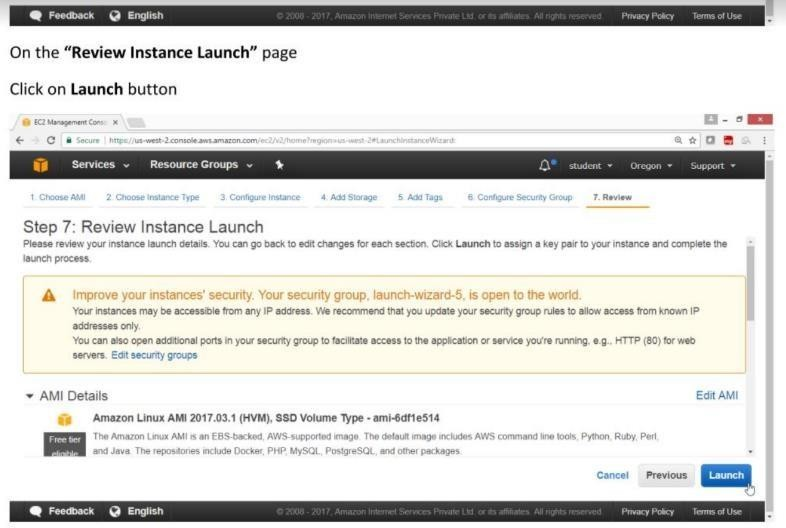 Feedback English © 2008 - 2017, Amazon Internet Services Private Ltd. or its affiliates. All rights reserved. Privacy Policy Terms of Use
On the “Review Instance Launch” page
Click on Launch button
EC2 Management Consol
Secure | https://us-west-2.console.aws.amazon.com/ec2/v2/home?region=us-west-2#LaunchInstanceWizard:
Services Resource Groups student Oregon Support
1. Choose AMI 2. Choose Instance Type 3. Configure Instance 4. Add Storage 5. Add Tags 6. Configure Security Group 7. Review
Step 7: Review Instance Launch
Please review your instance launch details. You can go back to edit changes for each section. Click Launch to assign a key pair to your instance and complete the
launch process.
Improve your instances' security. Your security group, launch-wizard-5, is open to the world.
Your instances may be accessible from any IP address. We recommend that you update your security group rules to allow access from known IP
addresses only.
You can also open additional ports in your security group to facilitate access to the application or service you're running, e.g., HTTP (80) for web
servers. Edit security groups
AMI Details Edit AMI
Amazon Linux AMI 2017.03.1 (HVM), SSD Volume Type - ami-6df1e514
Free tier The Amazon Linux AMI is an EBS-backed, AWS-supported image. The default image includes AWS command line tools, Python, Ruby, Perl,
eligible and Java. The repositories include Docker, PHP, MySQL, PostgreSQL, and other packages.
Cancel Previous Launch
Feedback English © 2008 - 2017, Amazon Internet Services Private Ltd. or its affiliates. All rights reserved. Privacy Policy Terms of Use